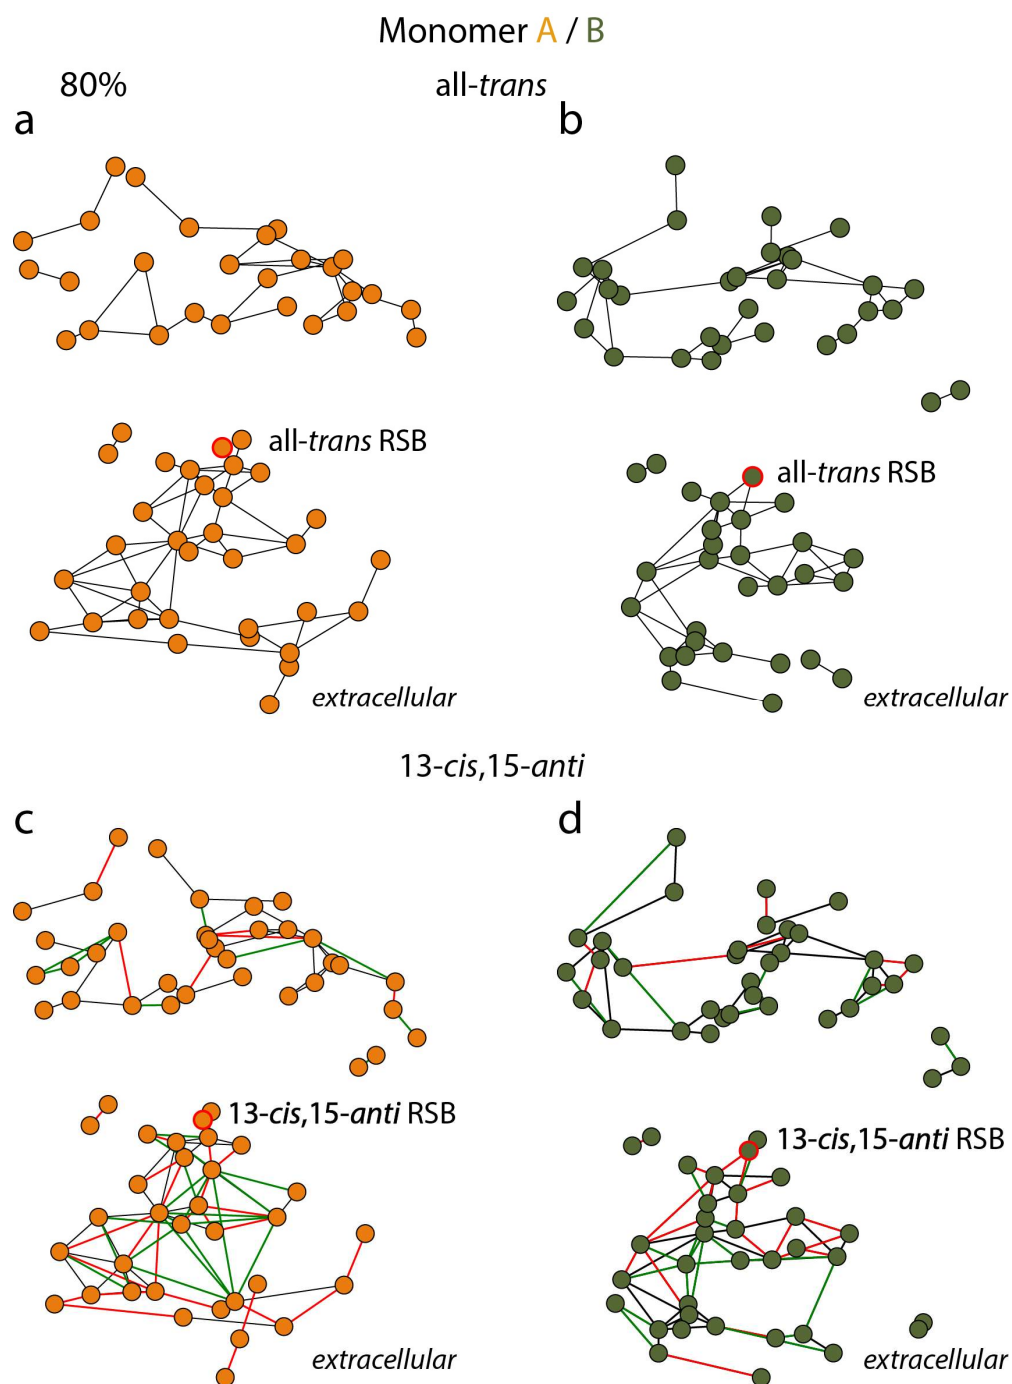 Monomer A / B
80%
all-trans
a
b
all-trans RSB
all-trans RSB
extracellular
extracellular
13-cis,15-anti
c
d
13-cis,15-anti RSB
13-cis,15-anti RSB
extracellular
extracellular